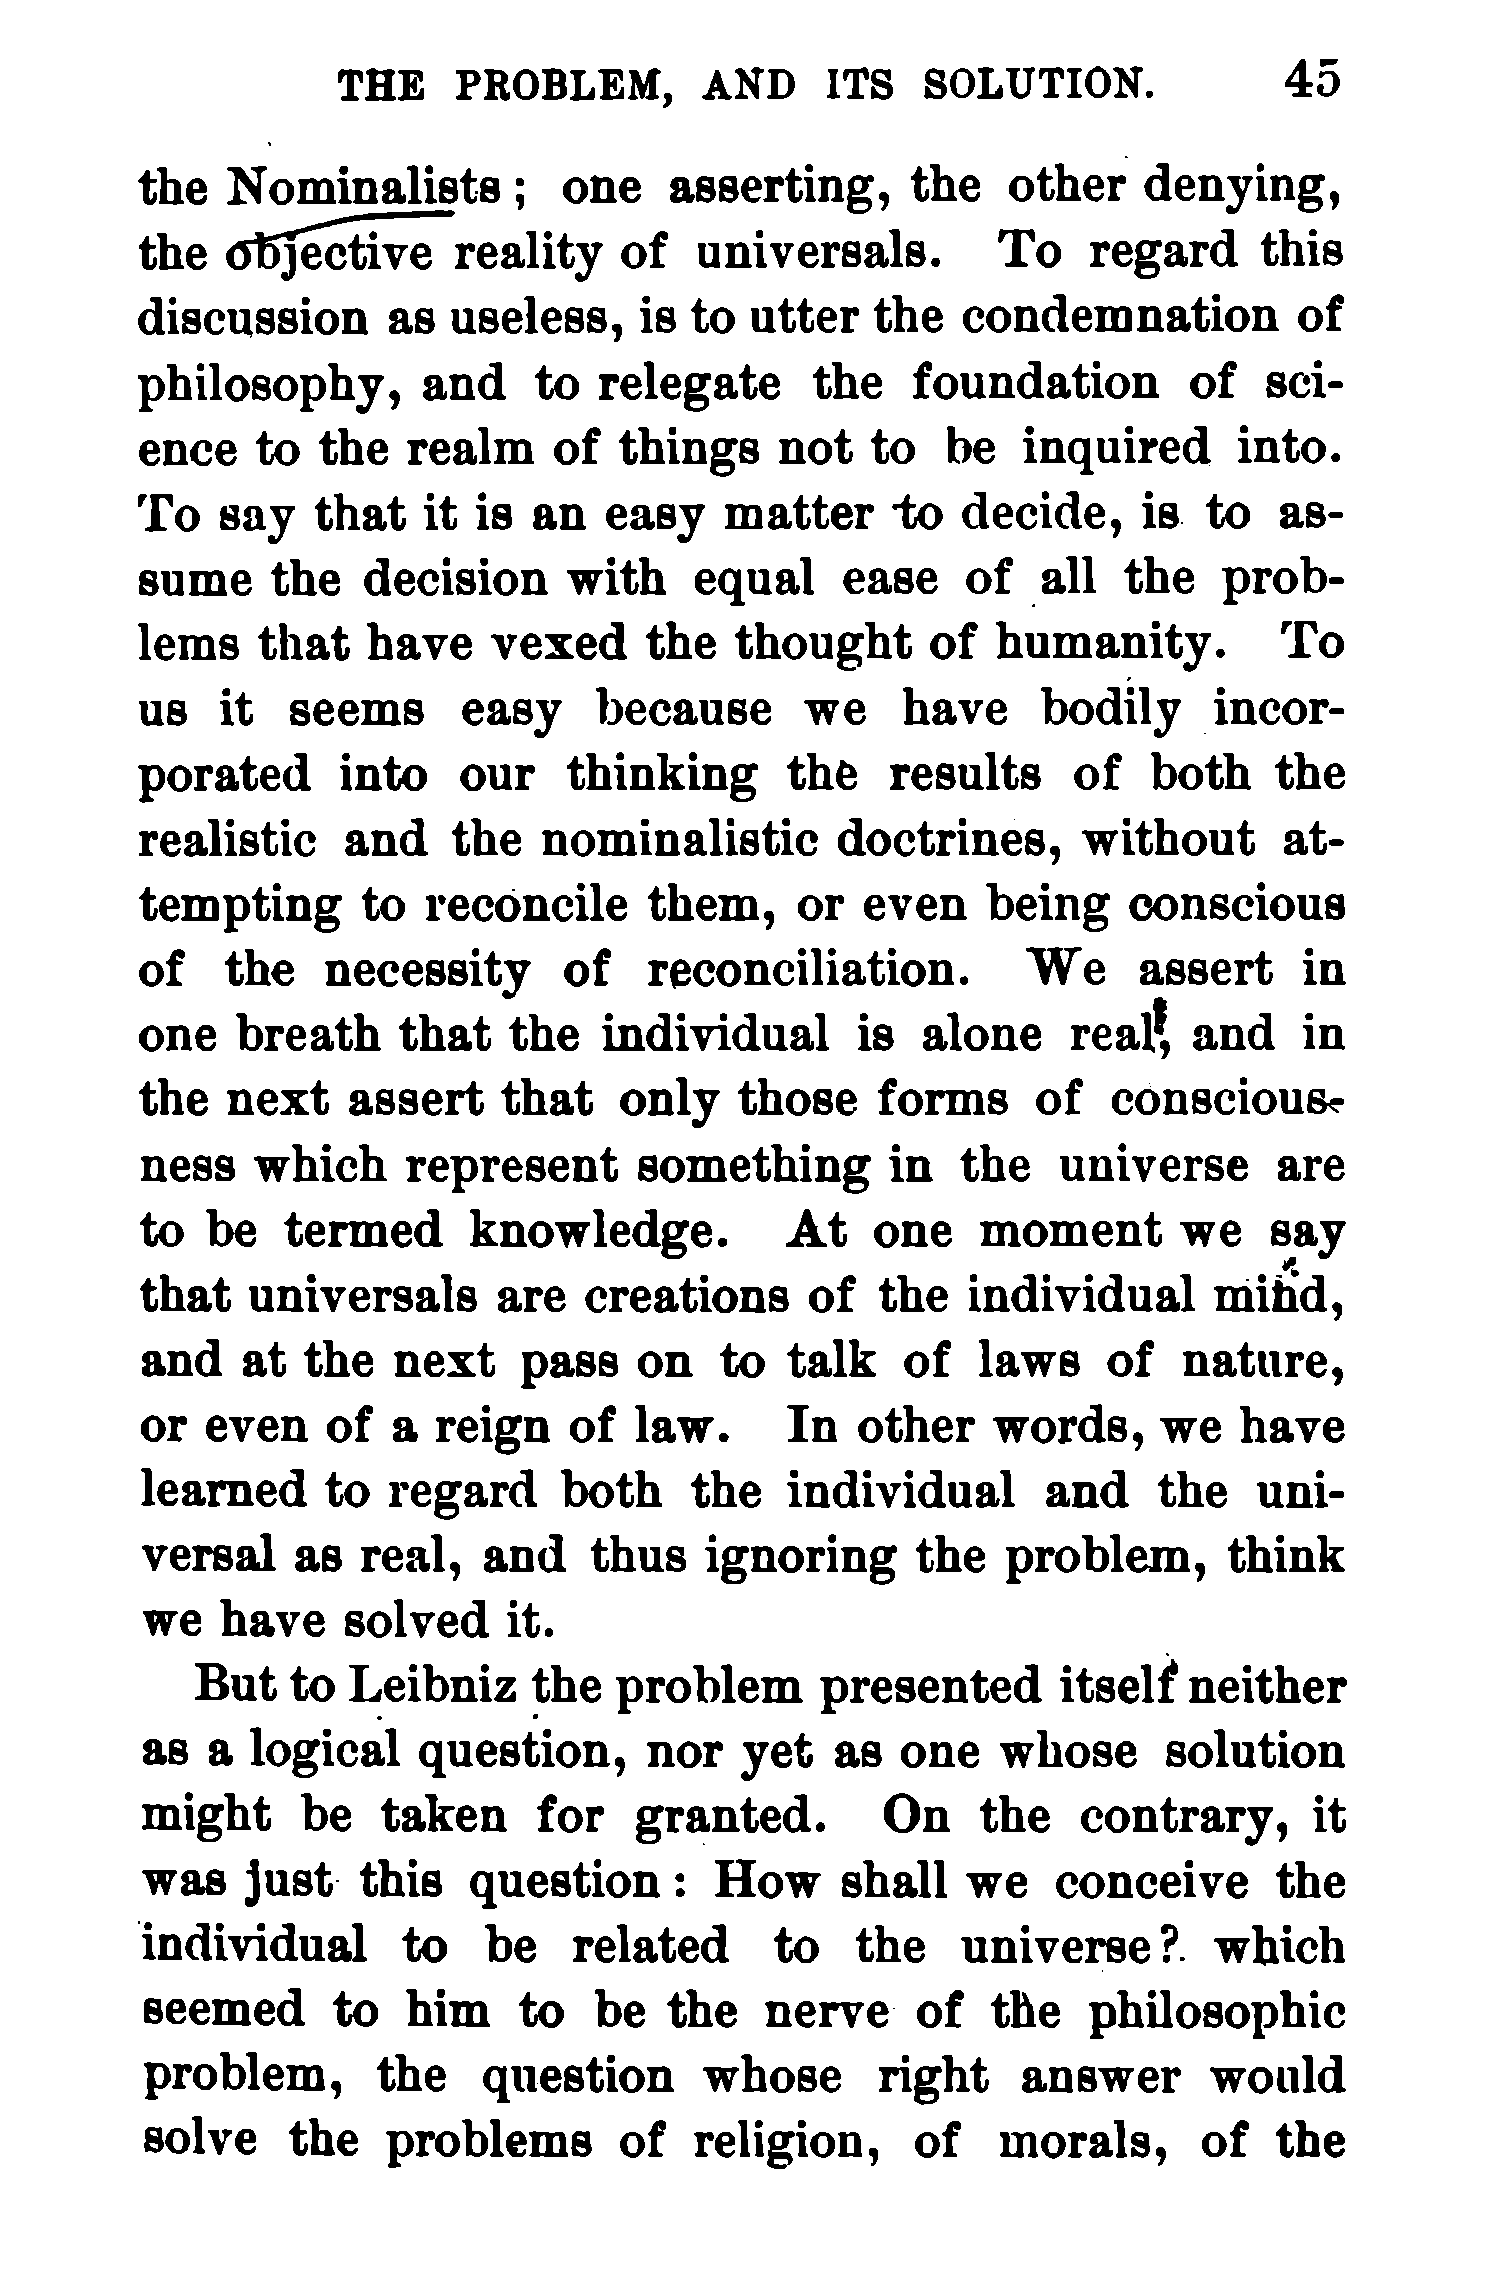 THE PROBLEM, AND ITS SOLUTION. 45
the Nominalists ; one asserting, the other denying,
the objective reality of universals. To regard this
discussion as useless, is to utter the condemnation of
philosophy, and to relegate the foundation of sci-
ence to the realm of things not to be inquired into.
To say that it is an easy matter to decide, is to as-
sume the decision with equal ease of all the prob-
lems that have vexed the thought of humanity. To
us it seems easy because we have bodily incor-
porated into our thinking the results of both the
realistic and the nominalistic doctrines, without at-
tempting to reconcile them, or even being conscious
of the necessity of reconciliation. We assert in
one breath that the individual is alone real, and in
the next assert that only those forms of conscious-
ness which represent something in the universe are
to be termed knowledge. At one moment we say
that universals are creations of the individual mind,
and at the next pass on to talk of laws of nature,
or even of a reign of law. In other words, we have
learned to regard both the individual and the uni-
versal as real, and thus ignoring the problem, think
we have solved it.
But to Leibniz the problem presented itself neither
as a logical question, nor yet as one whose solution
might be taken for granted. On the contrary, it
was just this question : How shall we conceive the
individual to be related to the universe ? which
seemed to him to be the nerve of the philosophic
problem, the question whose right answer would
solve the problems of religion, of morals, of the